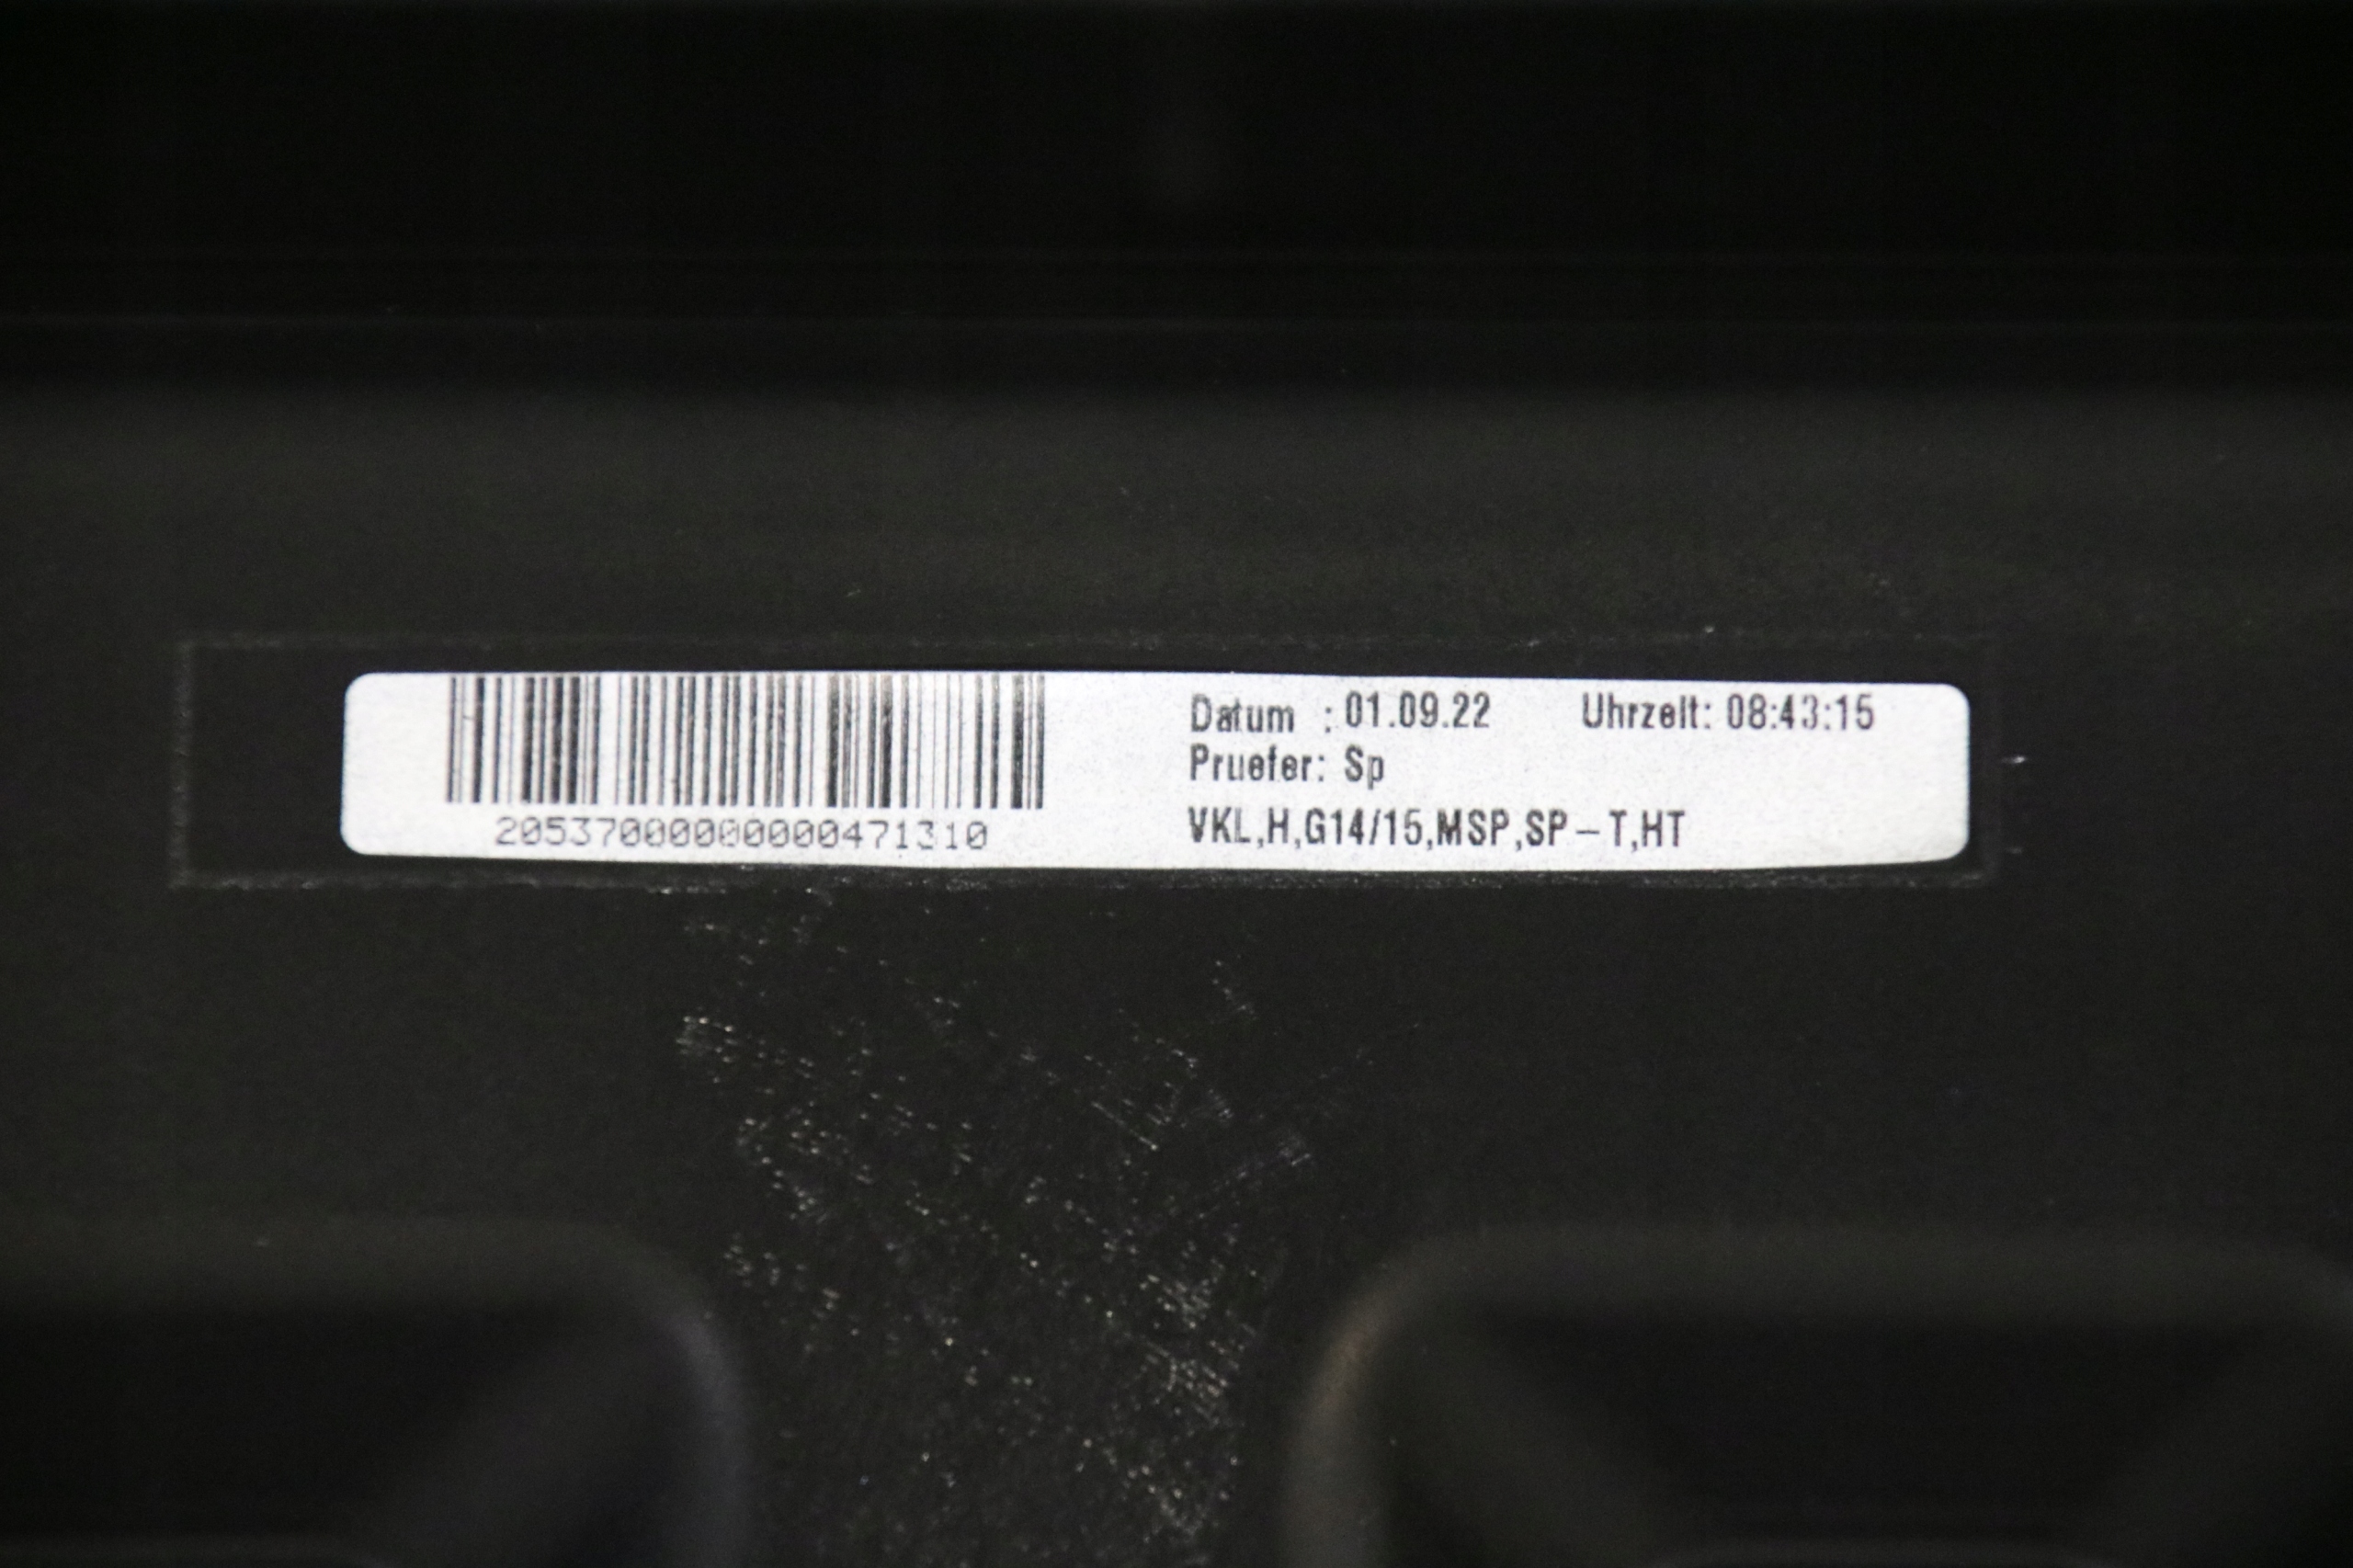 Datum : 01.09.22 Uhrzeit: 08:43:15
Pruefer: Sp
VKL,H,G14/15,MSP,SP-T,HT
20537000000000471310